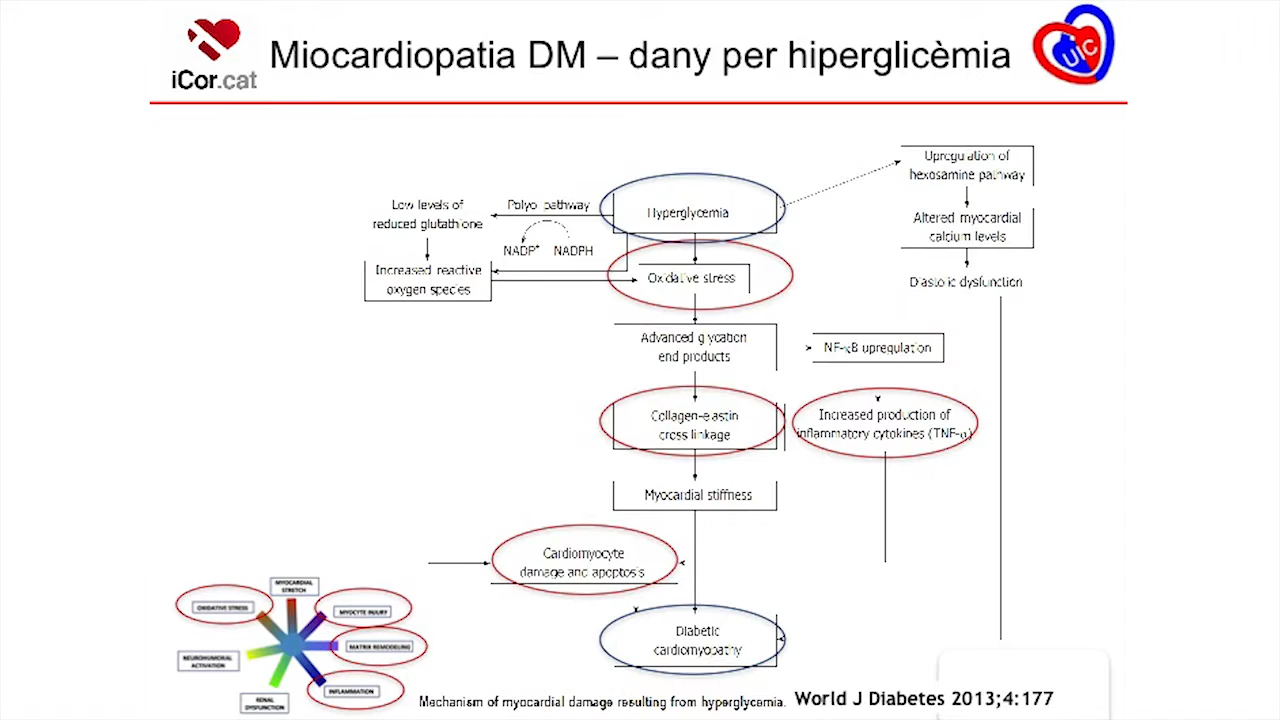 iCor.cat
Miocardiopatia DM – dany per hiperglicèmia
UIC
Upregulation of
hexosamine pathway
Altered myocardial
calcium levels
Diastolic dysfunction
Low levels of
reduced glutathione
Polyol pathway
Hyperglycemia
NADP+
NADPH
Increased reactive
oxygen species
Oxidative stress
Advanced glycation
end products
NF-κB upregulation
Collagen-elastin
cross linkage
Increased production of
inflammatory cytokines (TNF-α)
Myocardial stiffness
Cardiomyocyte
damage and apoptosis
Diabetic
cardiomyopathy
MYOCARDIAL
STRETCH
OXIDATIVE STRESS
MYOCYTE INJURY
MATRIX REMODELING
NEUROHUMORAL
ACTIVATION
INFLAMMATION
RENAL
DYSFUNCTION
Mechanism of myocardial damage resulting from hyperglycemia.
World J Diabetes 2013;4:177